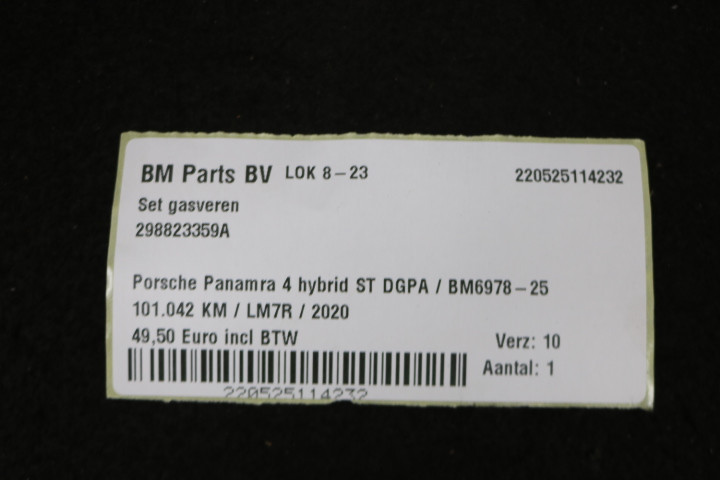 BM Parts BV LOK 8-23 220525114232
Set gasveren
298823359A
Porsche Panamra 4 hybrid ST DGPA / BM6978-25
101.042 KM / LM7R / 2020
49,50 Euro incl BTW Verz: 10
Aantal: 1
220525114232